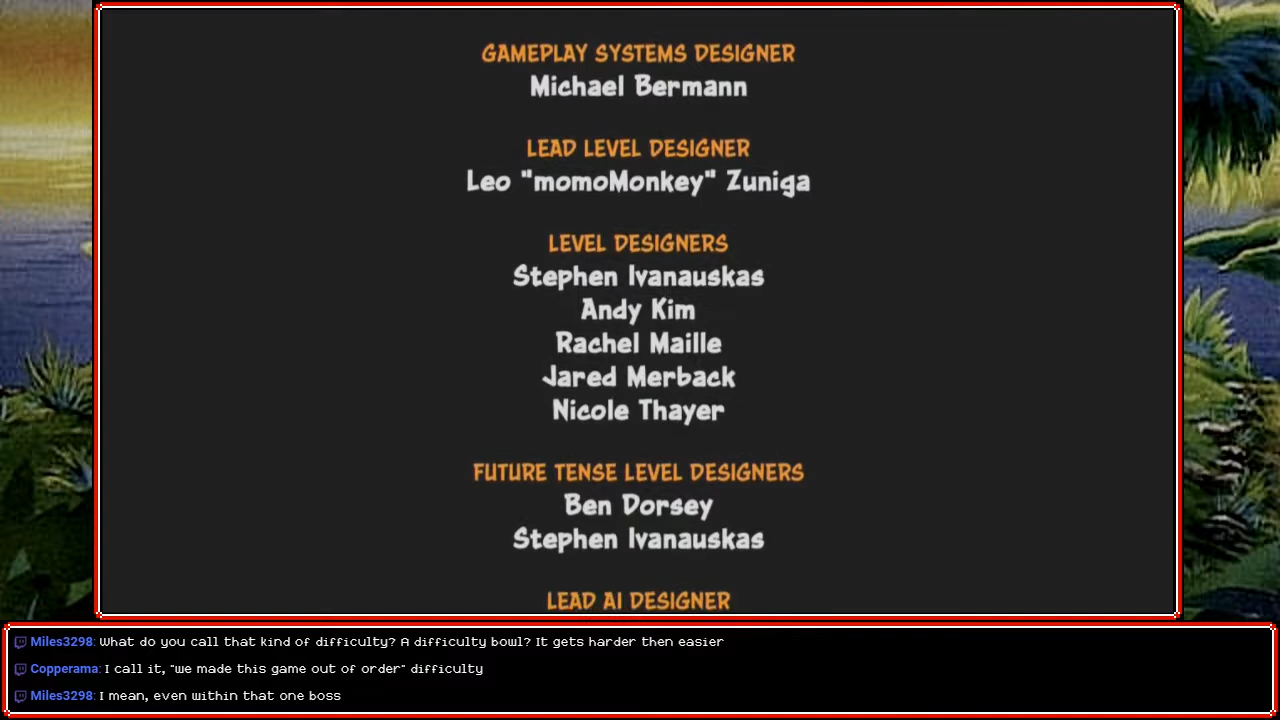 GAMEPLAY SYSTEMS DESIGNER
Michael Bermann
LEAD LEVEL DESIGNER
Leo "momoMonkey" Zuniga
LEVEL DESIGNERS
Stephen Ivanauskas
Andy Kim
Rachel Maille
Jared Merback
Nicole Thayer
FUTURE TENSE LEVEL DESIGNERS
Ben Dorsey
Stephen Ivanauskas
LEAD AI DESIGNER
Miles3298: What do you call that kind of difficulty? A difficulty bowl? It gets harder then easier
Copperama: I call it, "we made this game out of order" difficulty
Miles3298: I mean, even within that one boss